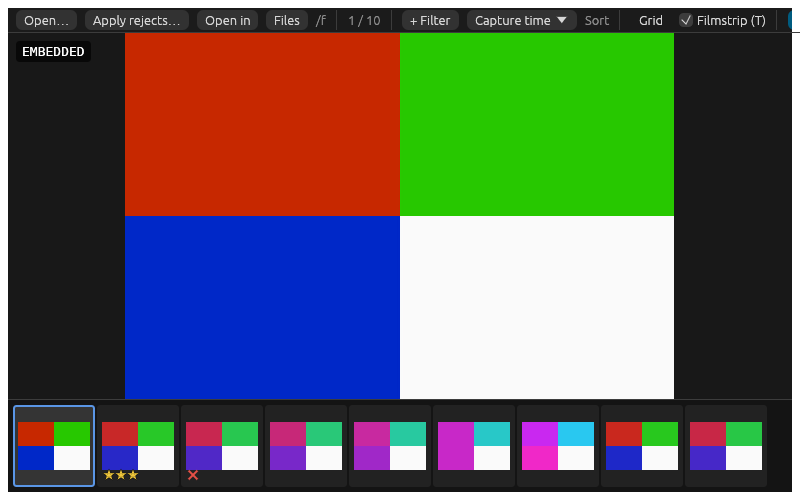 Open… Apply rejects… Open in Files /f 1 / 10 + Filter Capture time Sort Grid Filmstrip (T)
EMBEDDED